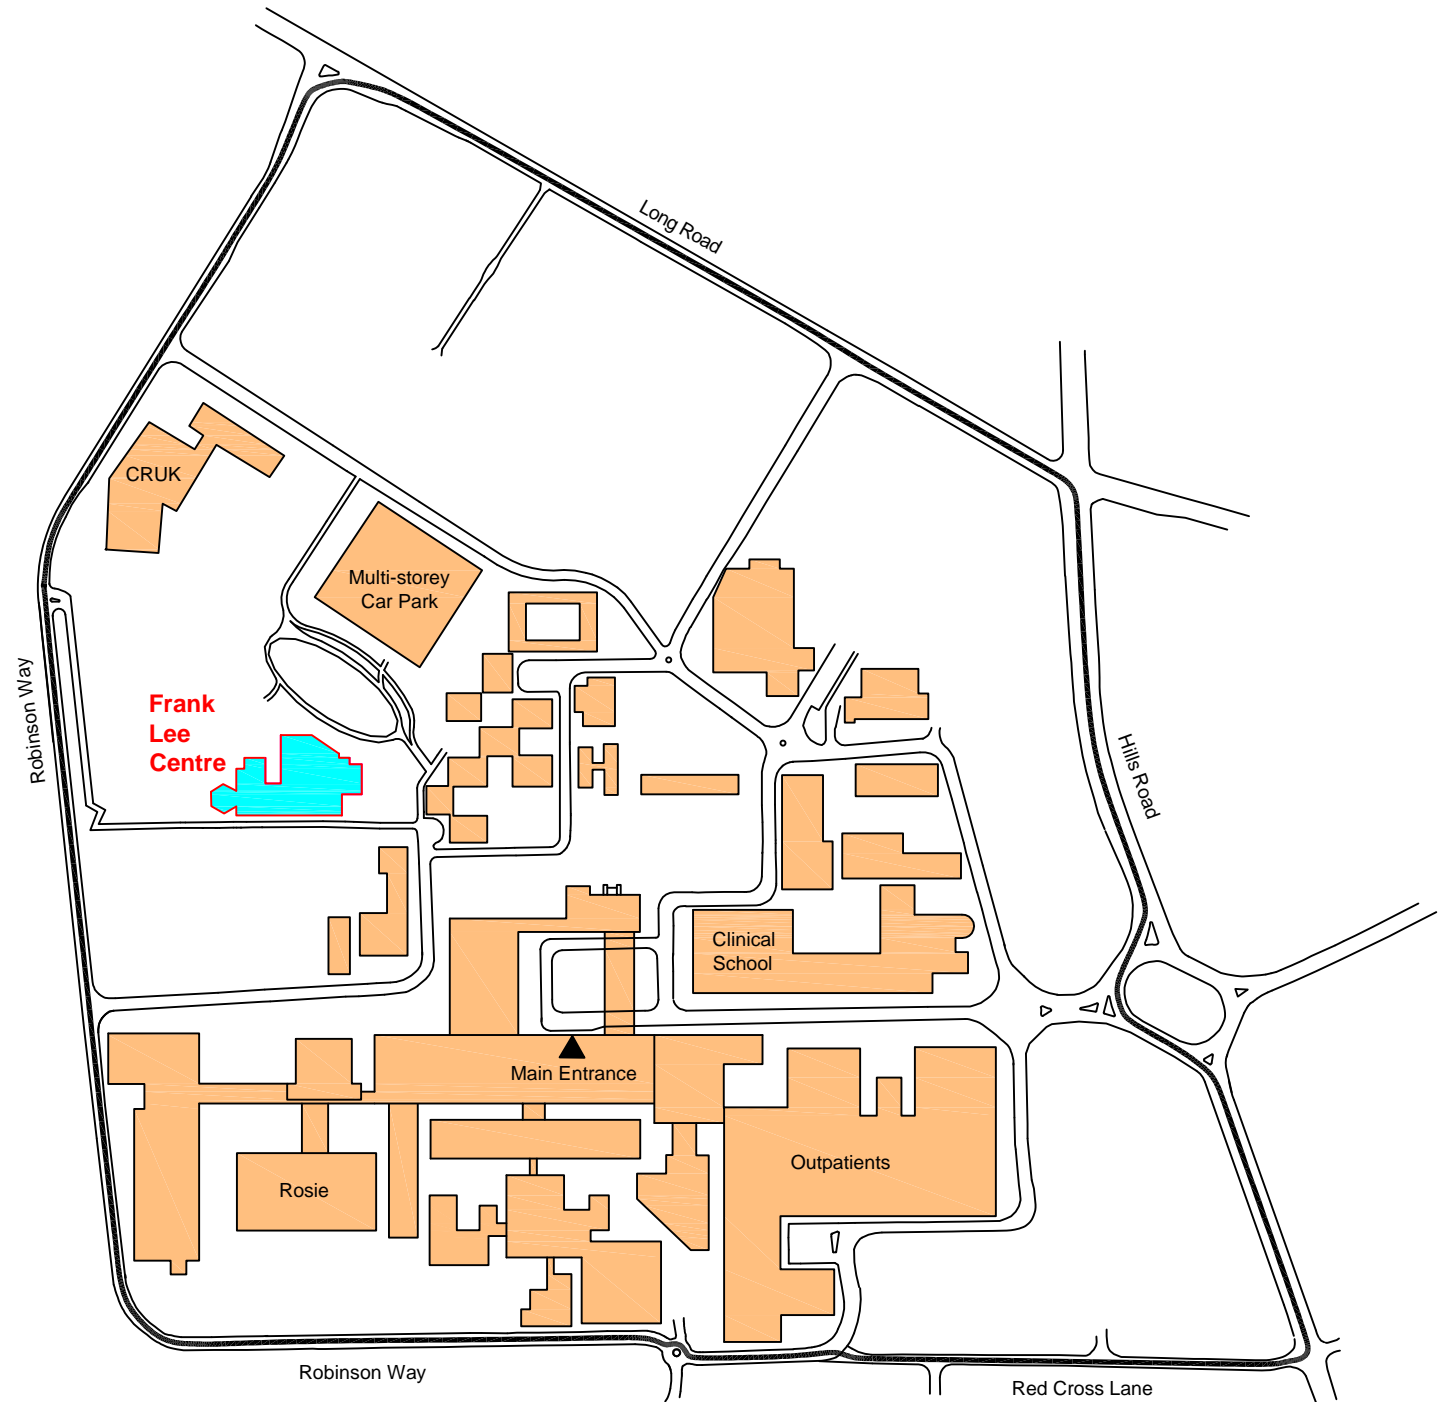 Long Road
CRUK
Multi-storey
Car Park
Robinson Way
Frank
Lee
Centre
Hills Road
Clinical
School
Main Entrance
Outpatients
Rosie
Robinson Way
Red Cross Lane